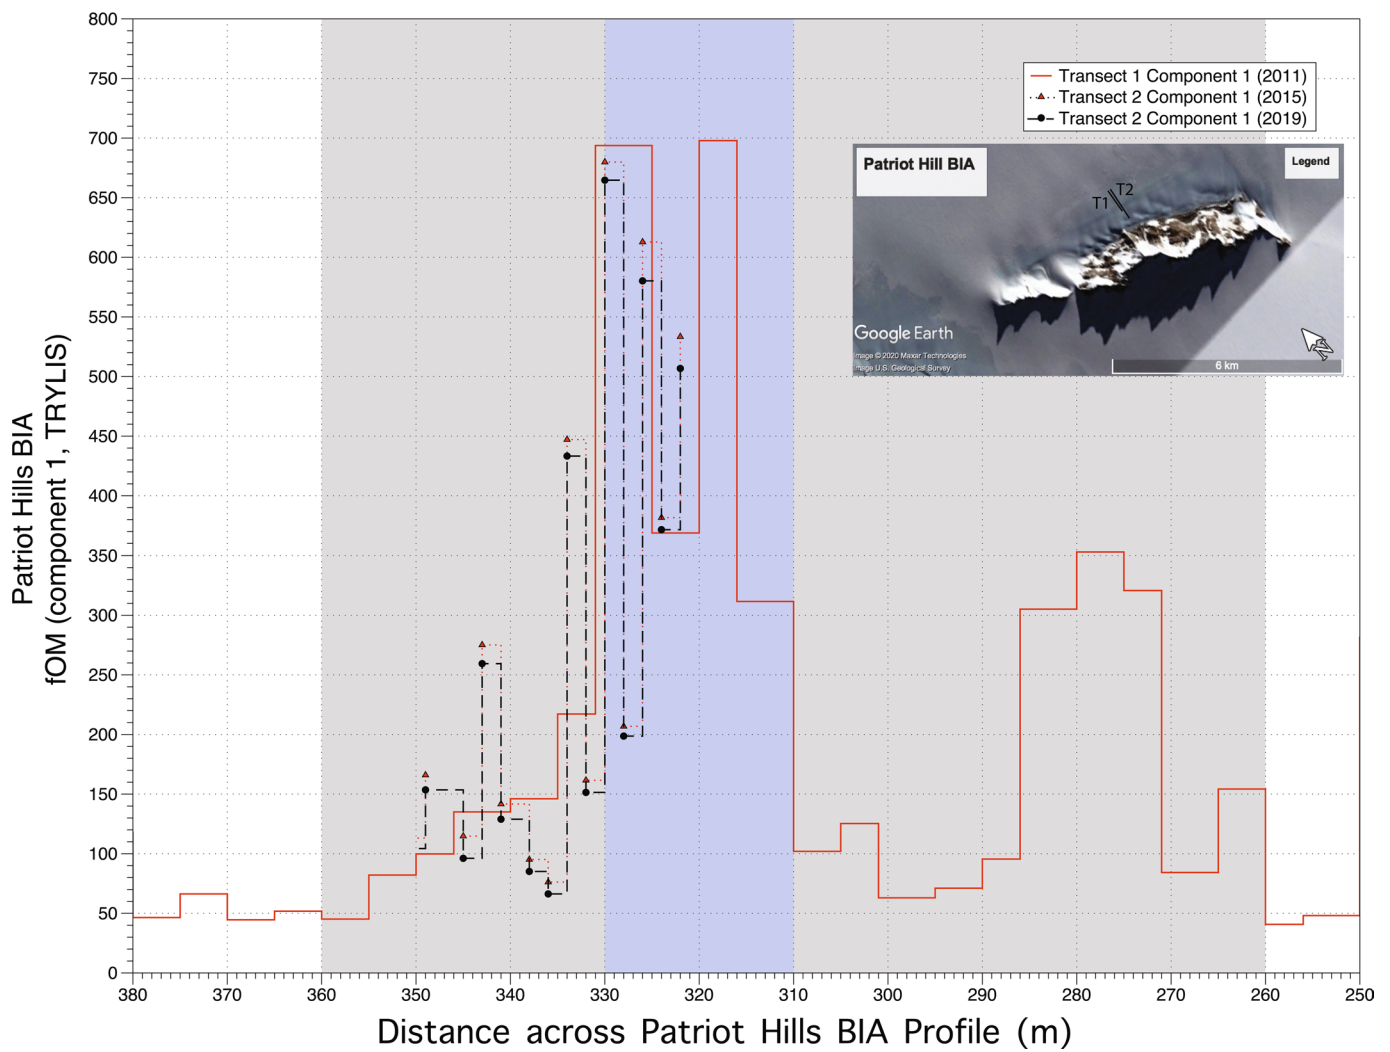 800
750
700
650
600
550
500
450
400
350
300
250
200
150
100
50
0
Patriot Hills BIA
fOM (component 1, TRYLIS)
Transect 1 Component 1 (2011)
Transect 2 Component 1 (2015)
Transect 2 Component 1 (2019)
Patriot Hill BIA
Legend
T2
T1
N
Google Earth
Image © 2020 Maxar Technologies
Image U.S. Geological Survey
6 km
380 370 360 350 340 330 320 310 300 290 280 270 260 250
Distance across Patriot Hills BIA Profile (m)